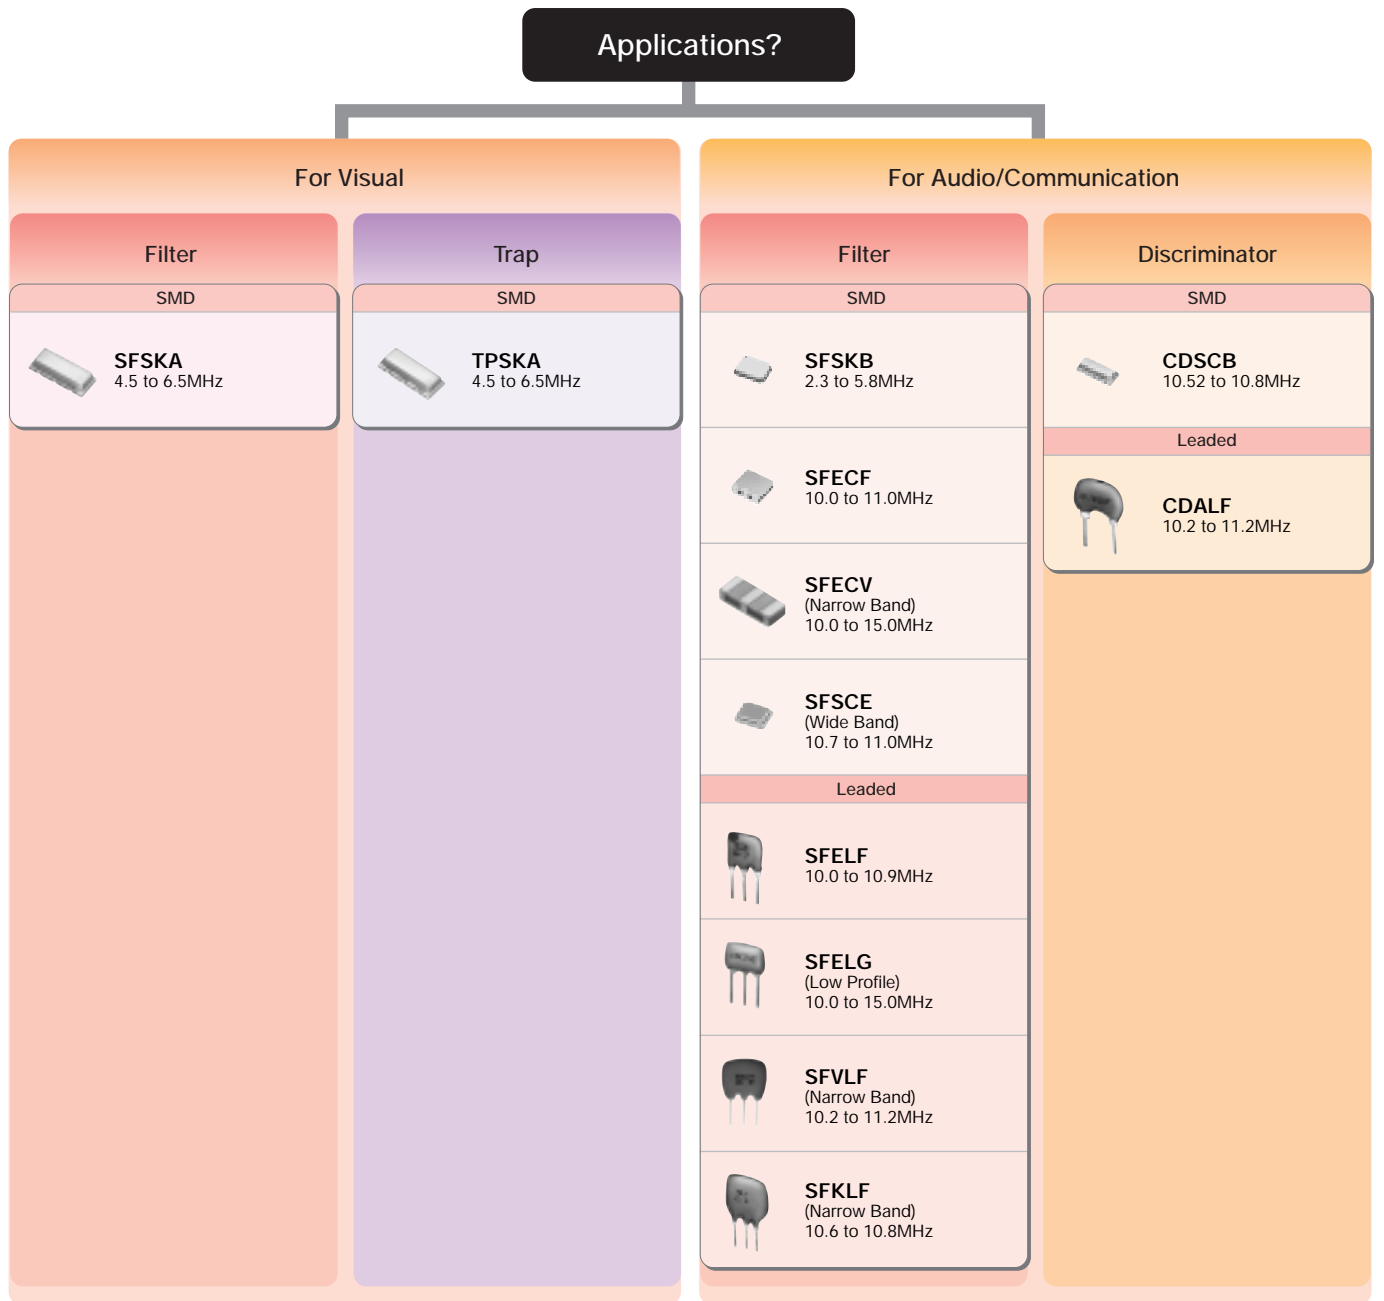 Applications?
For Visual
Filter
SMD
SFSKA
4.5 to 6.5MHz
Trap
SMD
TPSKA
4.5 to 6.5MHz
For Audio/Communication
Filter
SMD
SFSKB
2.3 to 5.8MHz
SFECF
10.0 to 11.0MHz
SFECV
(Narrow Band)
10.0 to 15.0MHz
SFSCE
(Wide Band)
10.7 to 11.0MHz
Leaded
SFELF
10.0 to 10.9MHz
SFELG
(Low Profile)
10.0 to 15.0MHz
SFVLF
(Narrow Band)
10.2 to 11.2MHz
SFKLF
(Narrow Band)
10.6 to 10.8MHz
Discriminator
SMD
CDSCB
10.52 to 10.8MHz
Leaded
CDALF
10.2 to 11.2MHz